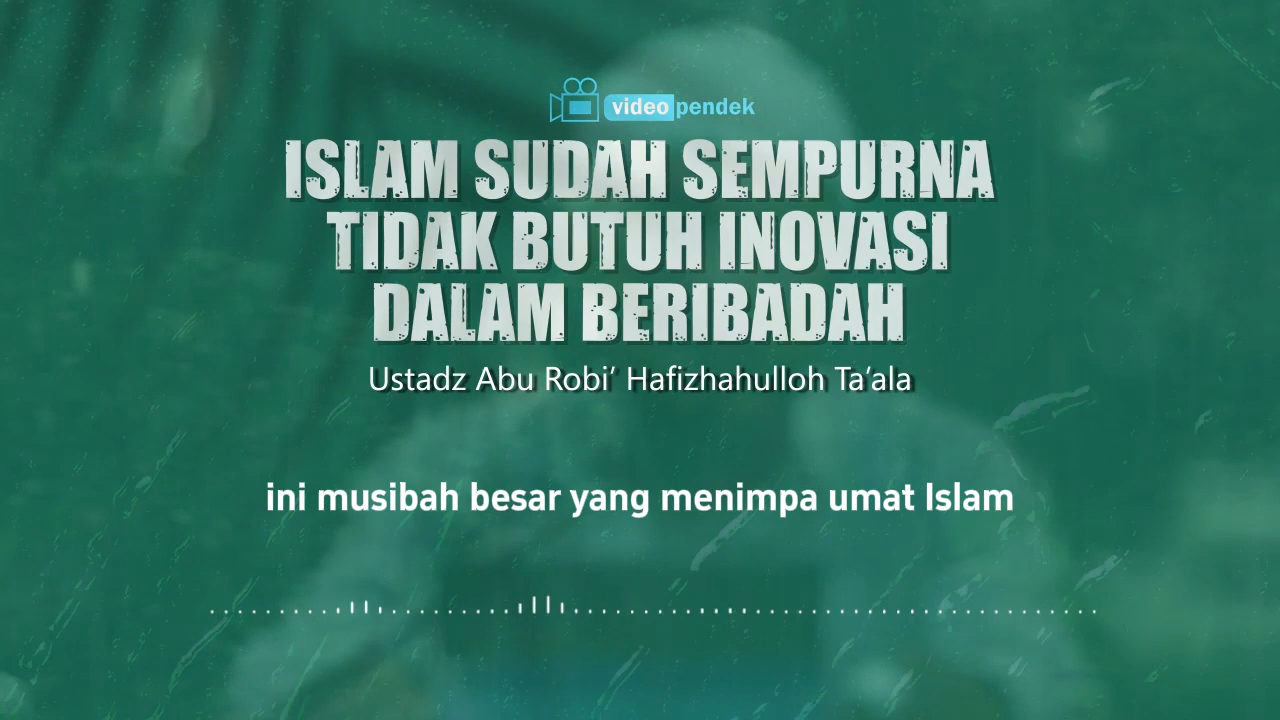 videopendek
ISLAM SUDAH SEMPURNA
TIDAK BUTUH INOVASI
DALAM BERIBADAH
Ustadz Abu Robi’ Hafizhahulloh Ta’ala
ini musibah besar yang menimpa umat Islam